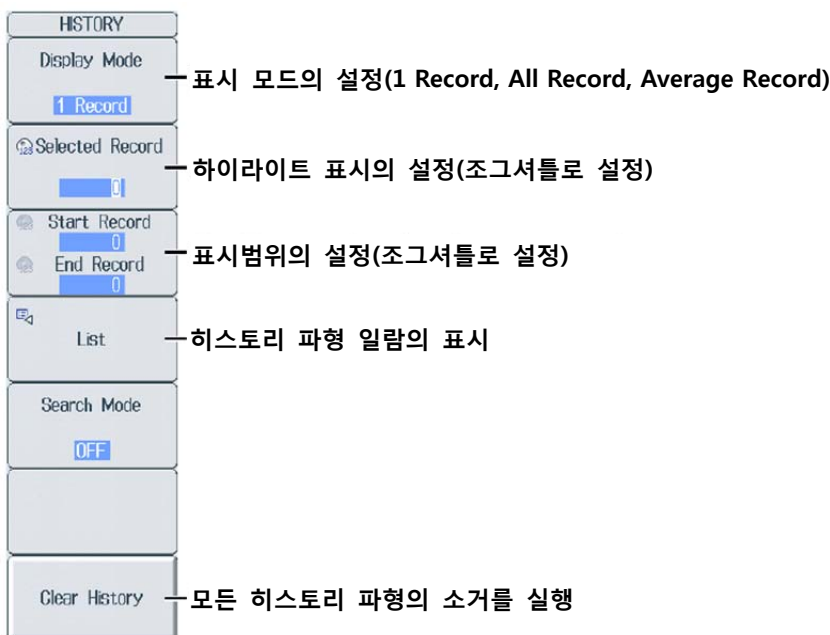 HISTORY
Display Mode
1 Record
표시 모드의 설정(1 Record, All Record, Average Record)
Selected Record
0
하이라이트 표시의 설정(조그셔틀로 설정)
Start Record
0
End Record
0
표시범위의 설정(조그셔틀로 설정)
List
히스토리 파형 일람의 표시
Search Mode
OFF
Clear History
모든 히스토리 파형의 소거를 실행